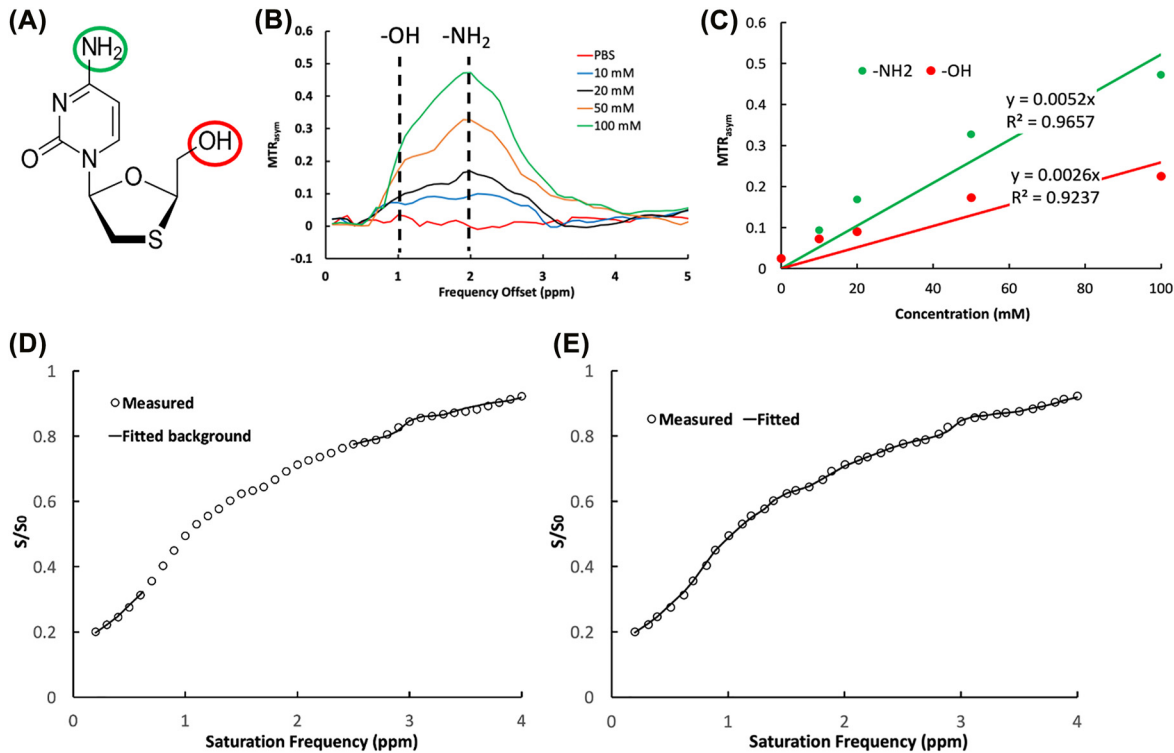 (A)
NH2
N
O
N
O
OH
S
(B)
-OH
-NH2
PBS
10 mM
20 mM
50 mM
100 mM
MTRasym
0.6
0.5
0.4
0.3
0.2
0.1
0
-0.1
0
1
2
3
4
5
Frequency Offset (ppm)
(C)
-NH2
-OH
y = 0.0052x
R² = 0.9657
y = 0.0026x
R² = 0.9237
MTRasym
0.6
0.5
0.4
0.3
0.2
0.1
0
0
20
40
60
80
100
Concentration (mM)
(D)
Measured
Fitted background
S/S0
1
0.8
0.6
0.4
0.2
0
0
1
2
3
4
Saturation Frequency (ppm)
(E)
Measured
Fitted
S/S0
1
0.8
0.6
0.4
0.2
0
0
1
2
3
4
Saturation Frequency (ppm)